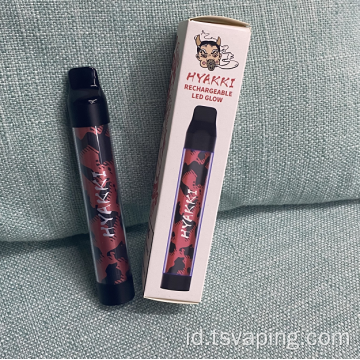 HYAKKI
RECHARGEABLE
LED GLOW
HYAKKI
HYAKKI
id.tsvaping.com